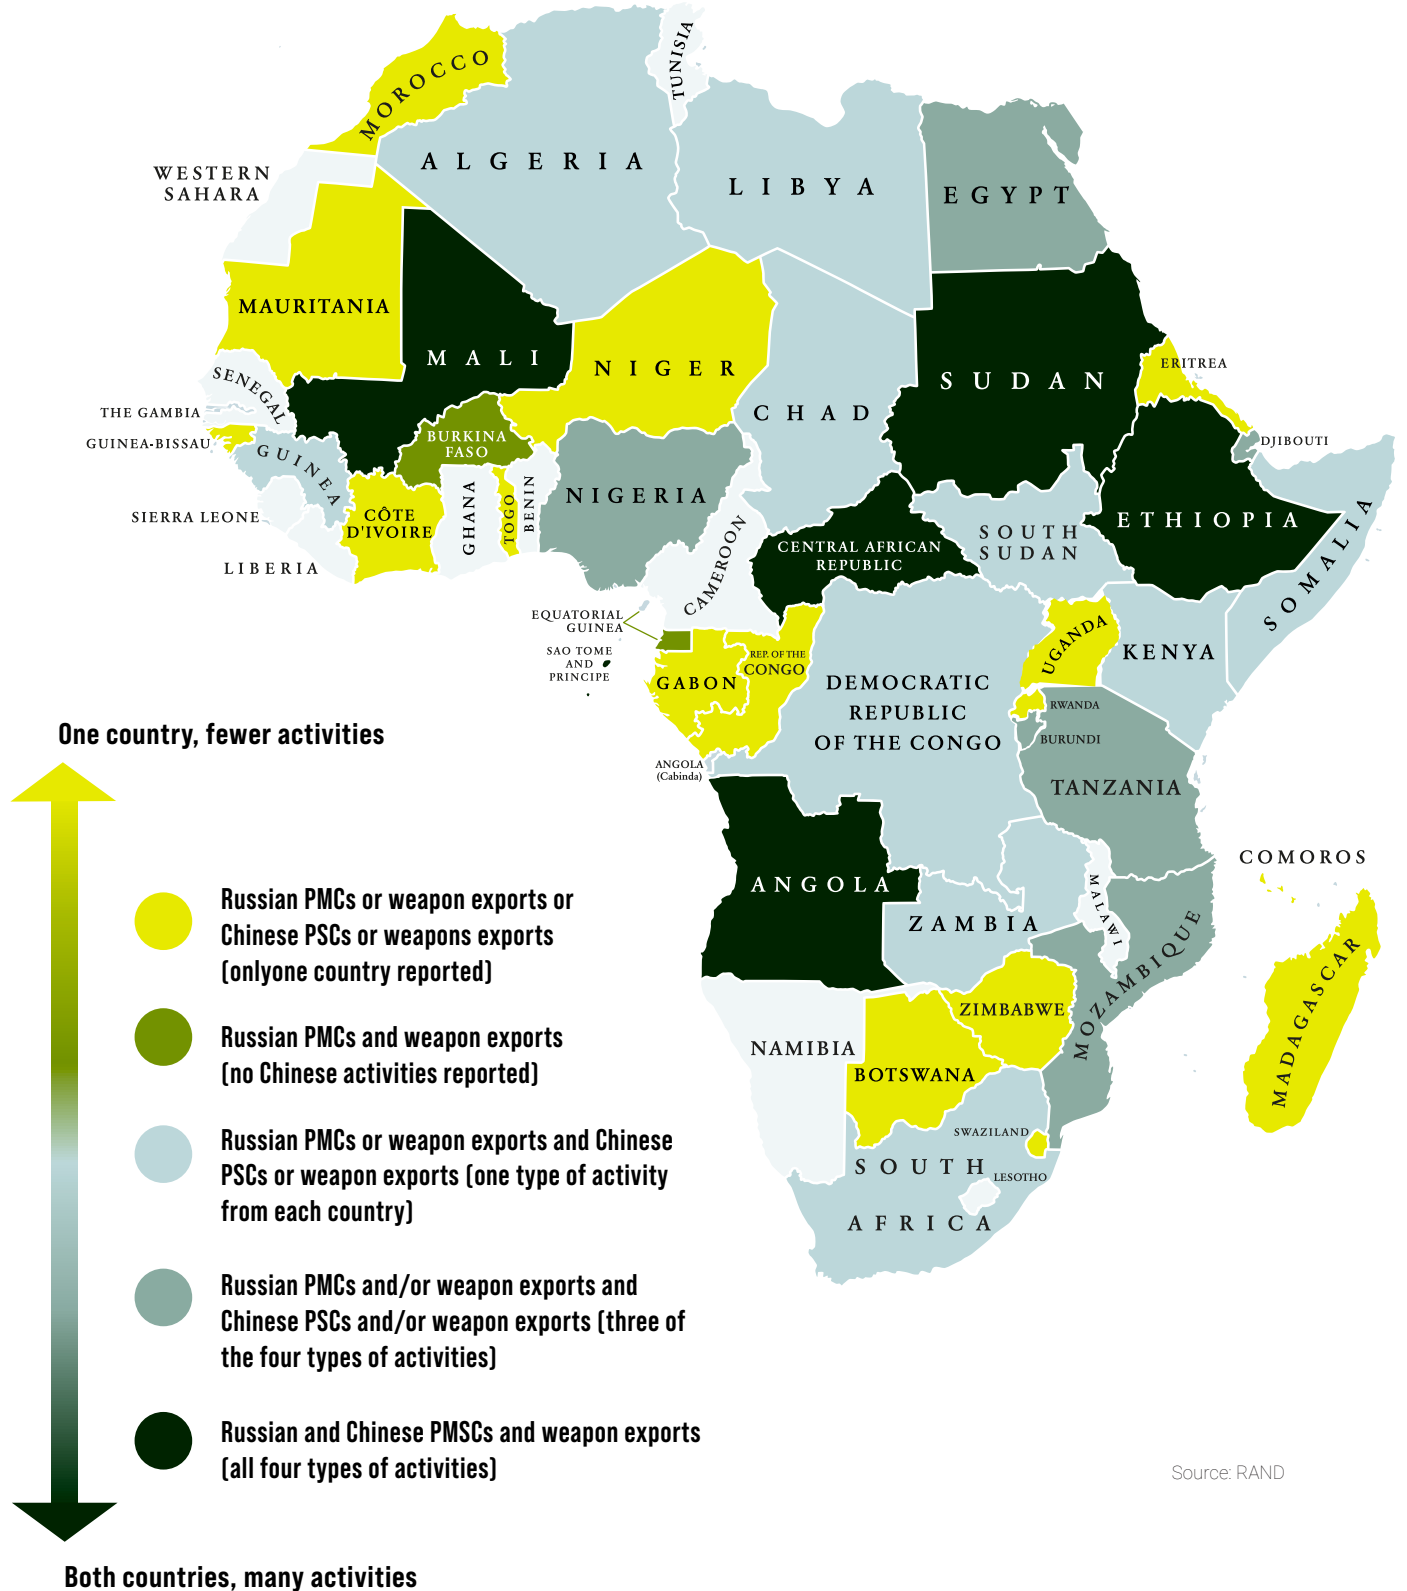 MOROCCO
TUNISIA
ALGERIA
LIBYA
EGYPT
WESTERN
SAHARA
MAURITANIA
MALI
NIGER
CHAD
SUDAN
ERITREA
SENEGAL
THE GAMBIA
GUINEA-BISSAU
GUINEA
BURKINA
FASO
DJIBOUTI
SIERRA LEONE
LIBERIA
CÔTE
D'IVOIRE
GHANA
TOGO
BENIN
NIGERIA
CAMEROON
CENTRAL AFRICAN
REPUBLIC
SOUTH
SUDAN
ETHIOPIA
SOMALIA
EQUATORIAL
GUINEA
SAO TOME
AND
PRINCIPE
GABON
REP. OF THE
CONGO
DEMOCRATIC
REPUBLIC
OF THE CONGO
UGANDA
KENYA
RWANDA
BURUNDI
TANZANIA
ANGOLA
(Cabinda)
ANGOLA
ZAMBIA
MALAWI
MOZAMBIQUE
COMOROS
MADAGASCAR
NAMIBIA
ZIMBABWE
BOTSWANA
SWAZILAND
LESOTHO
SOUTH
AFRICA
One country, fewer activities
Russian PMCs or weapon exports or
Chinese PSCs or weapons exports
(onlyone country reported)
Russian PMCs and weapon exports
(no Chinese activities reported)
Russian PMCs or weapon exports and Chinese
PSCs or weapon exports (one type of activity
from each country)
Russian PMCs and/or weapon exports and
Chinese PSCs and/or weapon exports (three of
the four types of activities)
Russian and Chinese PMSCs and weapon exports
(all four types of activities)
Both countries, many activities
Source: RAND